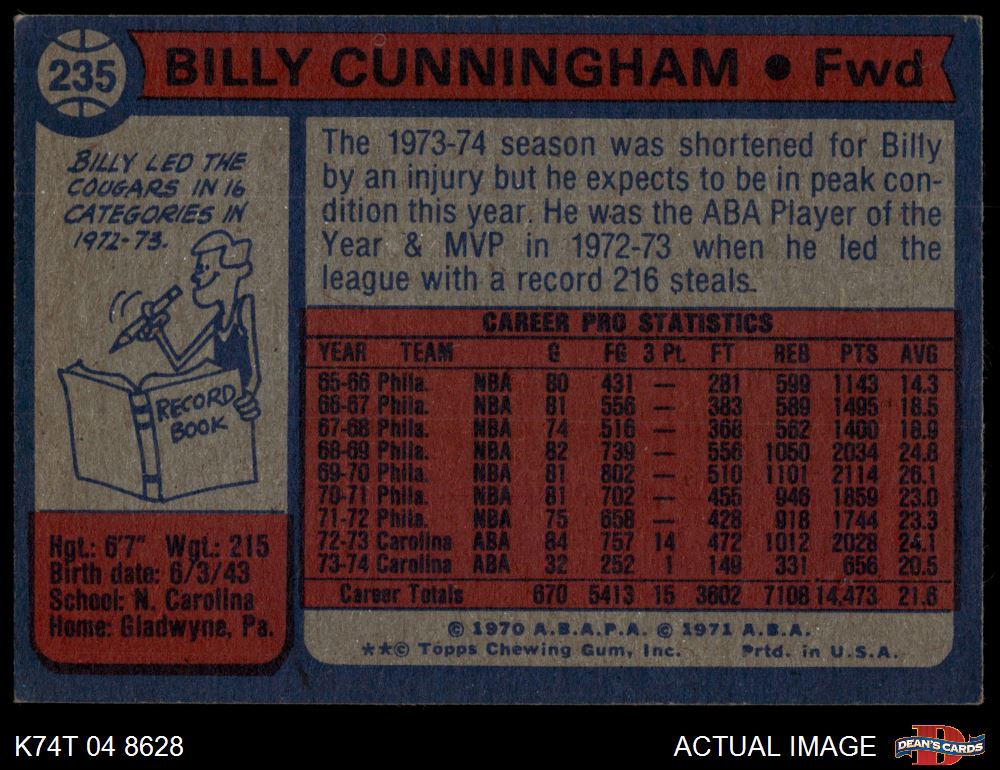 235
BILLY CUNNINGHAM • Fwd
BILLY LED THE
COUGARS IN 16
CATEGORIES IN
1972-73.
RECORD
BOOK
Hgt.: 6'7" Wgt.: 215
Birth date: 6/3/43
School: N. Carolina
Home: Gladwyne, Pa.
The 1973-74 season was shortened for Billy
by an injury but he expects to be in peak con-
dition this year. He was the ABA Player of the
Year & MVP in 1972-73 when he led the
league with a record 216 steals.
CAREER PRO STATISTICS
YEAR TEAM G FG 3 Pt. FT REB PTS AVG
65-66 Phila. NBA 80 431 — 281 599 1143 14.3
66-67 Phila. NBA 81 556 — 383 589 1495 18.5
67-68 Phila. NBA 74 516 — 368 562 1400 18.9
68-69 Phila. NBA 82 739 — 556 1050 2034 24.8
69-70 Phila. NBA 81 802 — 510 1101 2114 26.1
70-71 Phila. NBA 81 702 — 455 946 1859 23.0
71-72 Phila. NBA 75 658 — 428 918 1744 23.3
72-73 Carolina ABA 84 757 14 472 1012 2028 24.1
73-74 Carolina ABA 32 252 1 149 331 656 20.5
Career Totals 670 5413 15 3602 7108 14,473 21.6
© 1970 A.B.A.P.A. © 1971 A.B.A.
**© Topps Chewing Gum, Inc. Prtd. in U.S.A.
K74T 04 8628
ACTUAL IMAGE
D
DEAN'S CARDS